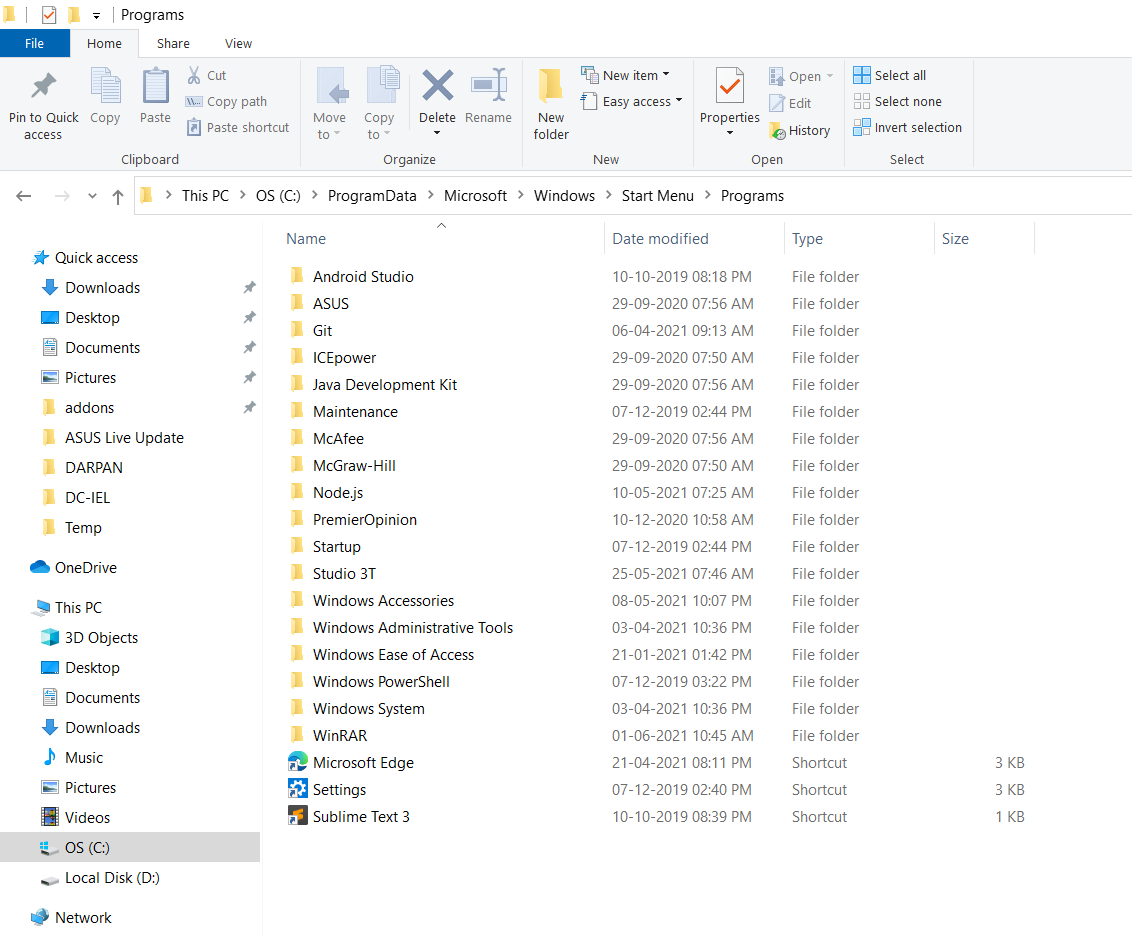 Programs
File Home Share View
Pin to Quick access
Copy
Paste
Cut
Copy path
Paste shortcut
Clipboard
Move to
Copy to
Delete
Rename
Organize
New folder
New item
Easy access
New
Properties
Open
Edit
History
Open
Select all
Select none
Invert selection
Select
This PC > OS (C:) > ProgramData > Microsoft > Windows > Start Menu > Programs
Quick access
Downloads
Desktop
Documents
Pictures
addons
ASUS Live Update
DARPAN
DC-IEL
Temp
OneDrive
This PC
3D Objects
Desktop
Documents
Downloads
Music
Pictures
Videos
OS (C:)
Local Disk (D:)
Network
Name Date modified Type Size
Android Studio 10-10-2019 08:18 PM File folder
ASUS 29-09-2020 07:56 AM File folder
Git 06-04-2021 09:13 AM File folder
ICEpower 29-09-2020 07:50 AM File folder
Java Development Kit 29-09-2020 07:56 AM File folder
Maintenance 07-12-2019 02:44 PM File folder
McAfee 29-09-2020 07:56 AM File folder
McGraw-Hill 29-09-2020 07:50 AM File folder
Node.js 10-05-2021 07:25 AM File folder
PremierOpinion 10-12-2020 10:58 AM File folder
Startup 07-12-2019 02:44 PM File folder
Studio 3T 25-05-2021 07:46 AM File folder
Windows Accessories 08-05-2021 10:07 PM File folder
Windows Administrative Tools 03-04-2021 10:36 PM File folder
Windows Ease of Access 21-01-2021 01:42 PM File folder
Windows PowerShell 07-12-2019 03:22 PM File folder
Windows System 03-04-2021 10:36 PM File folder
WinRAR 01-06-2021 10:45 AM File folder
Microsoft Edge 21-04-2021 08:11 PM Shortcut 3 KB
Settings 07-12-2019 02:40 PM Shortcut 3 KB
Sublime Text 3 10-10-2019 08:39 PM Shortcut 1 KB